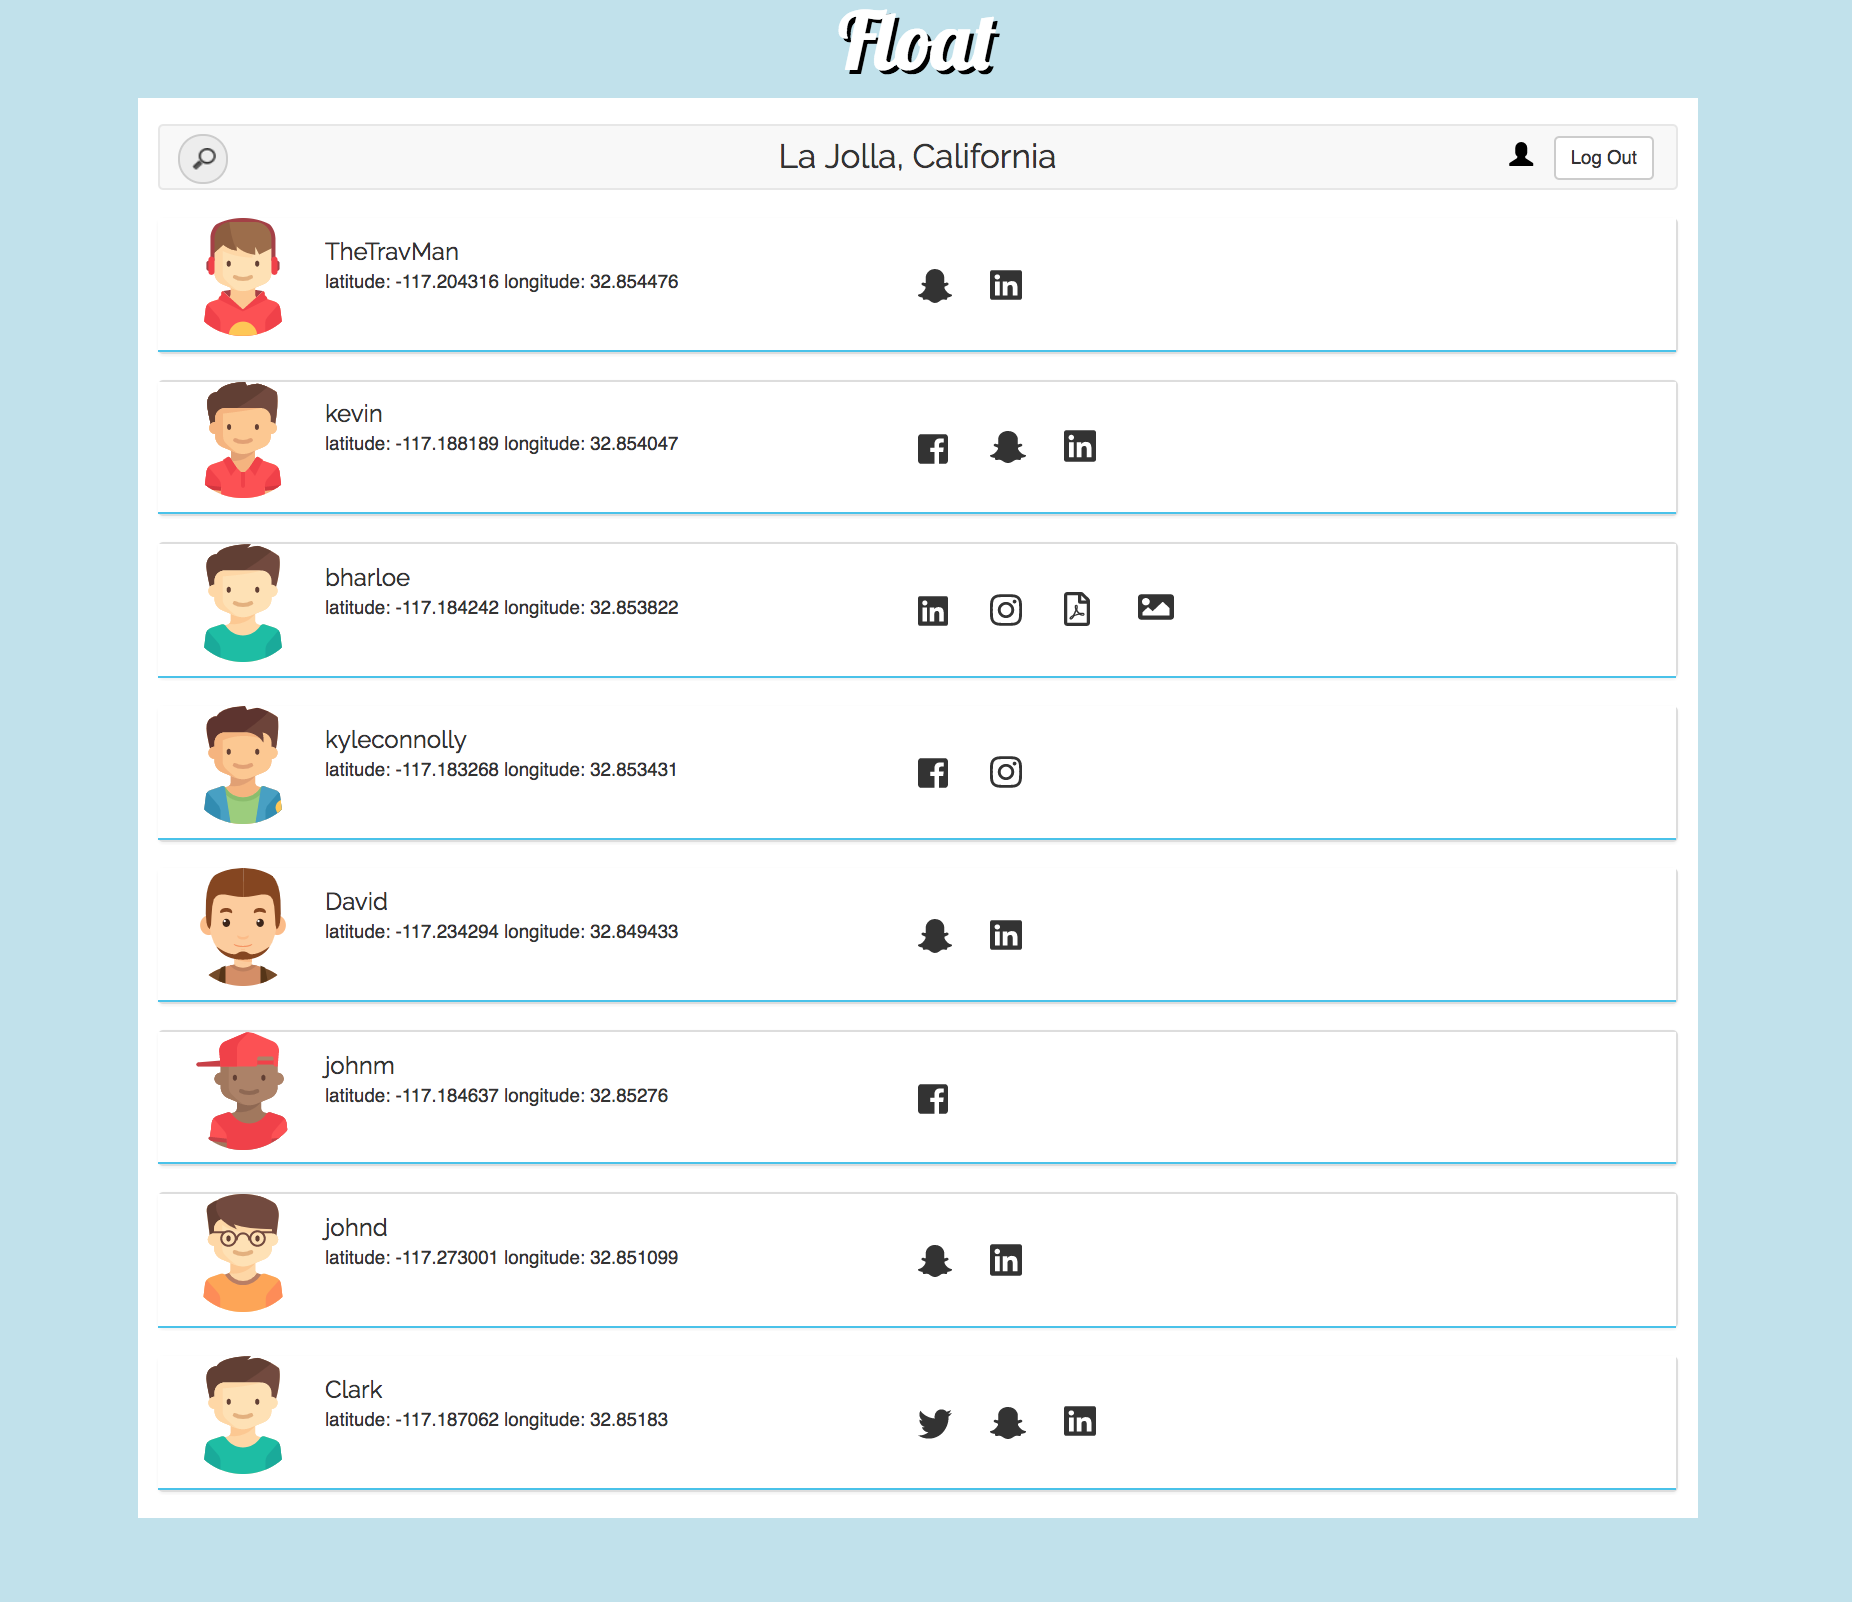 Float
La Jolla, California
Log Out
TheTravMan
latitude: -117.204316 longitude: 32.854476
kevin
latitude: -117.188189 longitude: 32.854047
bharloe
latitude: -117.184242 longitude: 32.853822
kyleconnolly
latitude: -117.183268 longitude: 32.853431
David
latitude: -117.234294 longitude: 32.849433
johnm
latitude: -117.184637 longitude: 32.85276
johnd
latitude: -117.273001 longitude: 32.851099
Clark
latitude: -117.187062 longitude: 32.85183